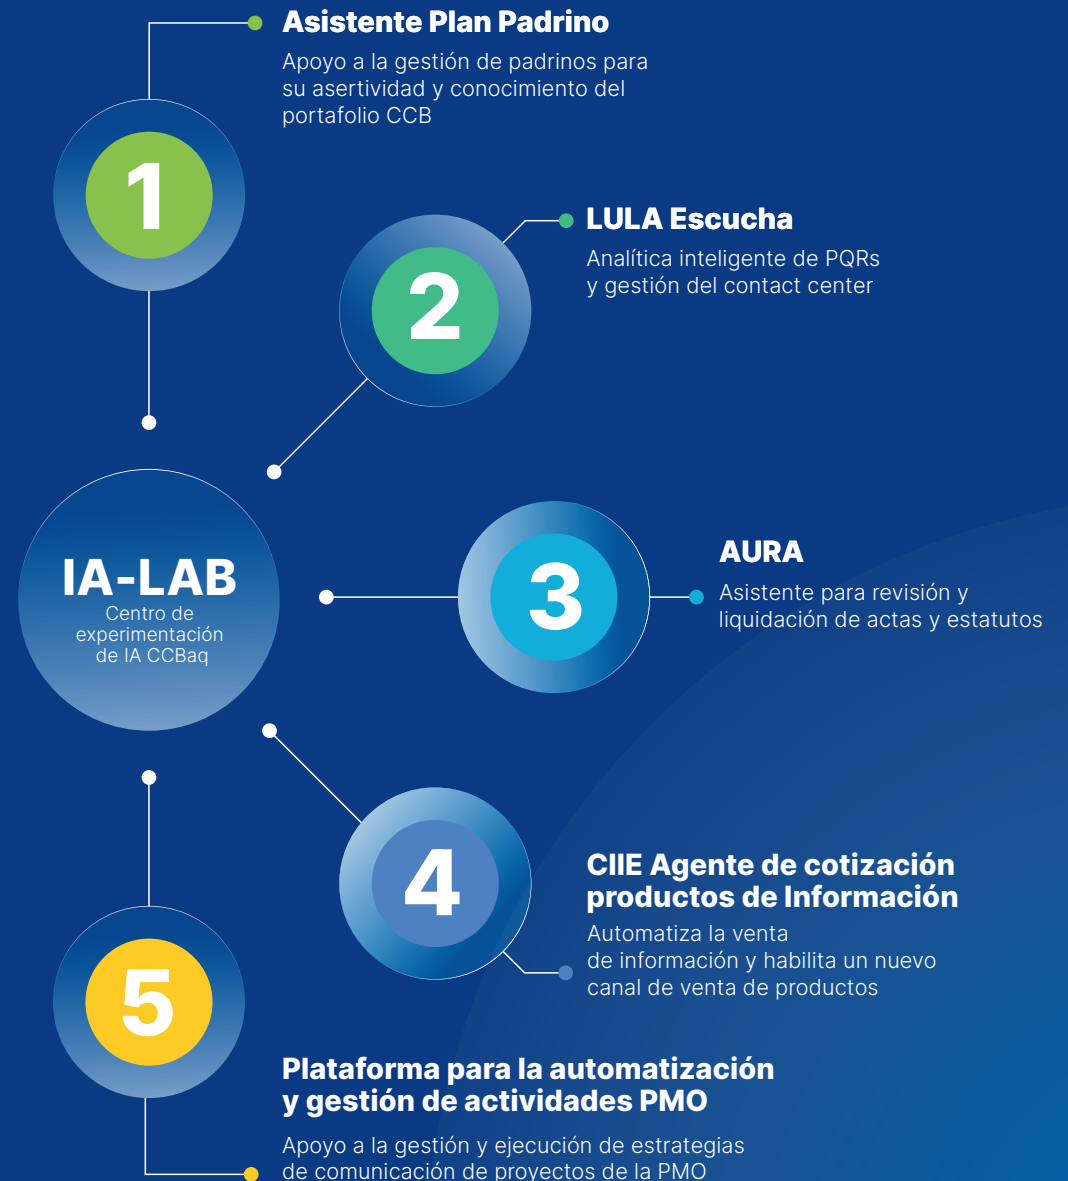 Asistente Plan Padrino
Apoyo a la gestión de padrinos para
su asertividad y conocimiento del
portafolio CCB
1
LULA Escucha
Analítica inteligente de PQRs
y gestión del contact center
2
IA-LAB
Centro de
experimentación
de IA CCBaq
3
AURA
Asistente para revisión y
liquidación de actas y estatutos
4
CIIE Agente de cotización
productos de Información
Automatiza la venta
de información y habilita un nuevo
canal de venta de productos
5
Plataforma para la automatización
y gestión de actividades PMO
Apoyo a la gestión y ejecución de estrategias
de comunicación de proyectos de la PMO